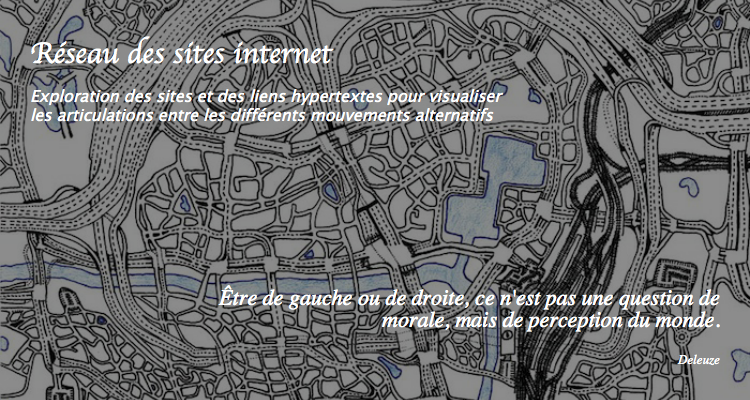 Réseau des sites internet
Exploration des sites et des liens hypertextes pour visualiser
les articulations entre les différents mouvements alternatifs
Être de gauche ou de droite, ce n'est pas une question de
morale, mais de perception du monde.
Deleuze